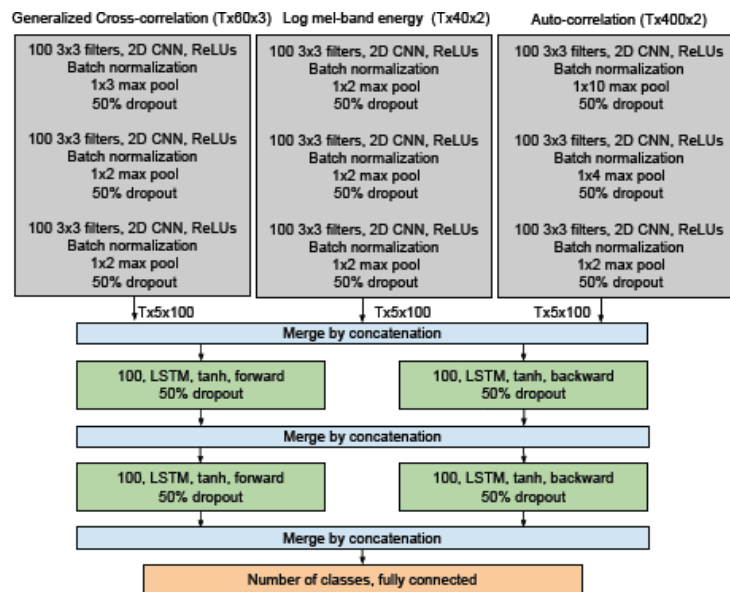 Generalized Cross-correlation (Tx60x3)
100 3x3 filters, 2D CNN, ReLUs
Batch normalization
1x3 max pool
50% dropout
100 3x3 filters, 2D CNN, ReLUs
Batch normalization
1x2 max pool
50% dropout
100 3x3 filters, 2D CNN, ReLUs
Batch normalization
1x2 max pool
50% dropout
Tx5x100
Log mel-band energy (Tx40x2)
100 3x3 filters, 2D CNN, ReLUs
Batch normalization
1x2 max pool
50% dropout
100 3x3 filters, 2D CNN, ReLUs
Batch normalization
1x2 max pool
50% dropout
100 3x3 filters, 2D CNN, ReLUs
Batch normalization
1x2 max pool
50% dropout
Tx5x100
Auto-correlation (Tx400x2)
100 3x3 filters, 2D CNN, ReLUs
Batch normalization
1x10 max pool
50% dropout
100 3x3 filters, 2D CNN, ReLUs
Batch normalization
1x4 max pool
50% dropout
100 3x3 filters, 2D CNN, ReLUs
Batch normalization
1x2 max pool
50% dropout
Tx5x100
Merge by concatenation
100, LSTM, tanh, forward
50% dropout
100, LSTM, tanh, backward
50% dropout
Merge by concatenation
100, LSTM, tanh, forward
50% dropout
100, LSTM, tanh, backward
50% dropout
Merge by concatenation
Number of classes, fully connected